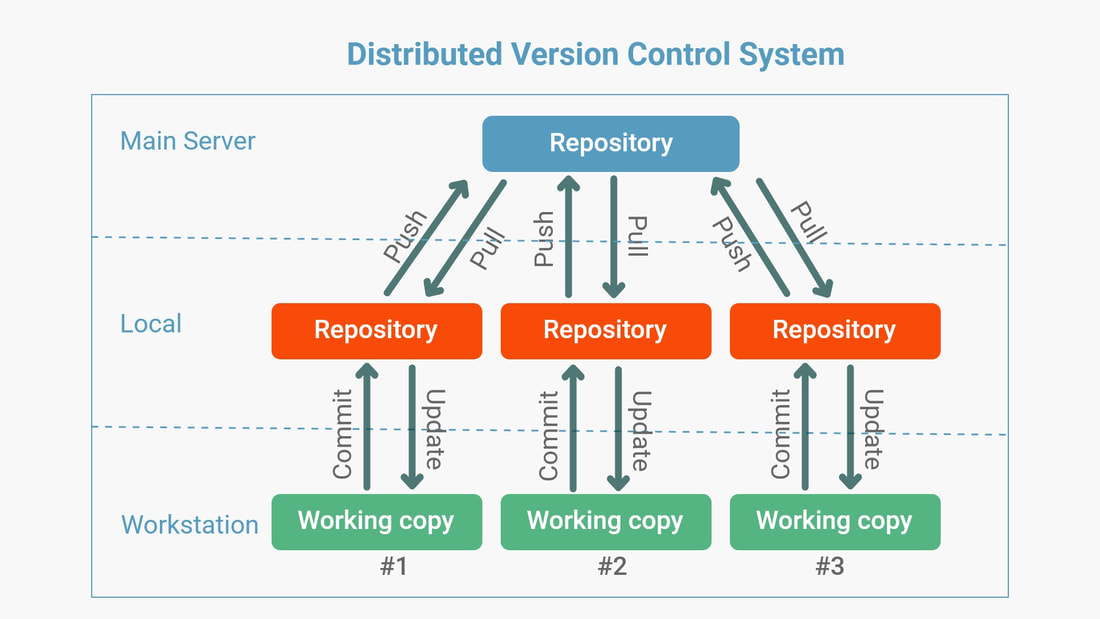 Distributed Version Control System
Main Server
Repository
Push
Pull
Push
Pull
Push
Pull
Local
Repository
Repository
Repository
Commit
Update
Commit
Update
Commit
Update
Workstation
Working copy
Working copy
Working copy
#1
#2
#3